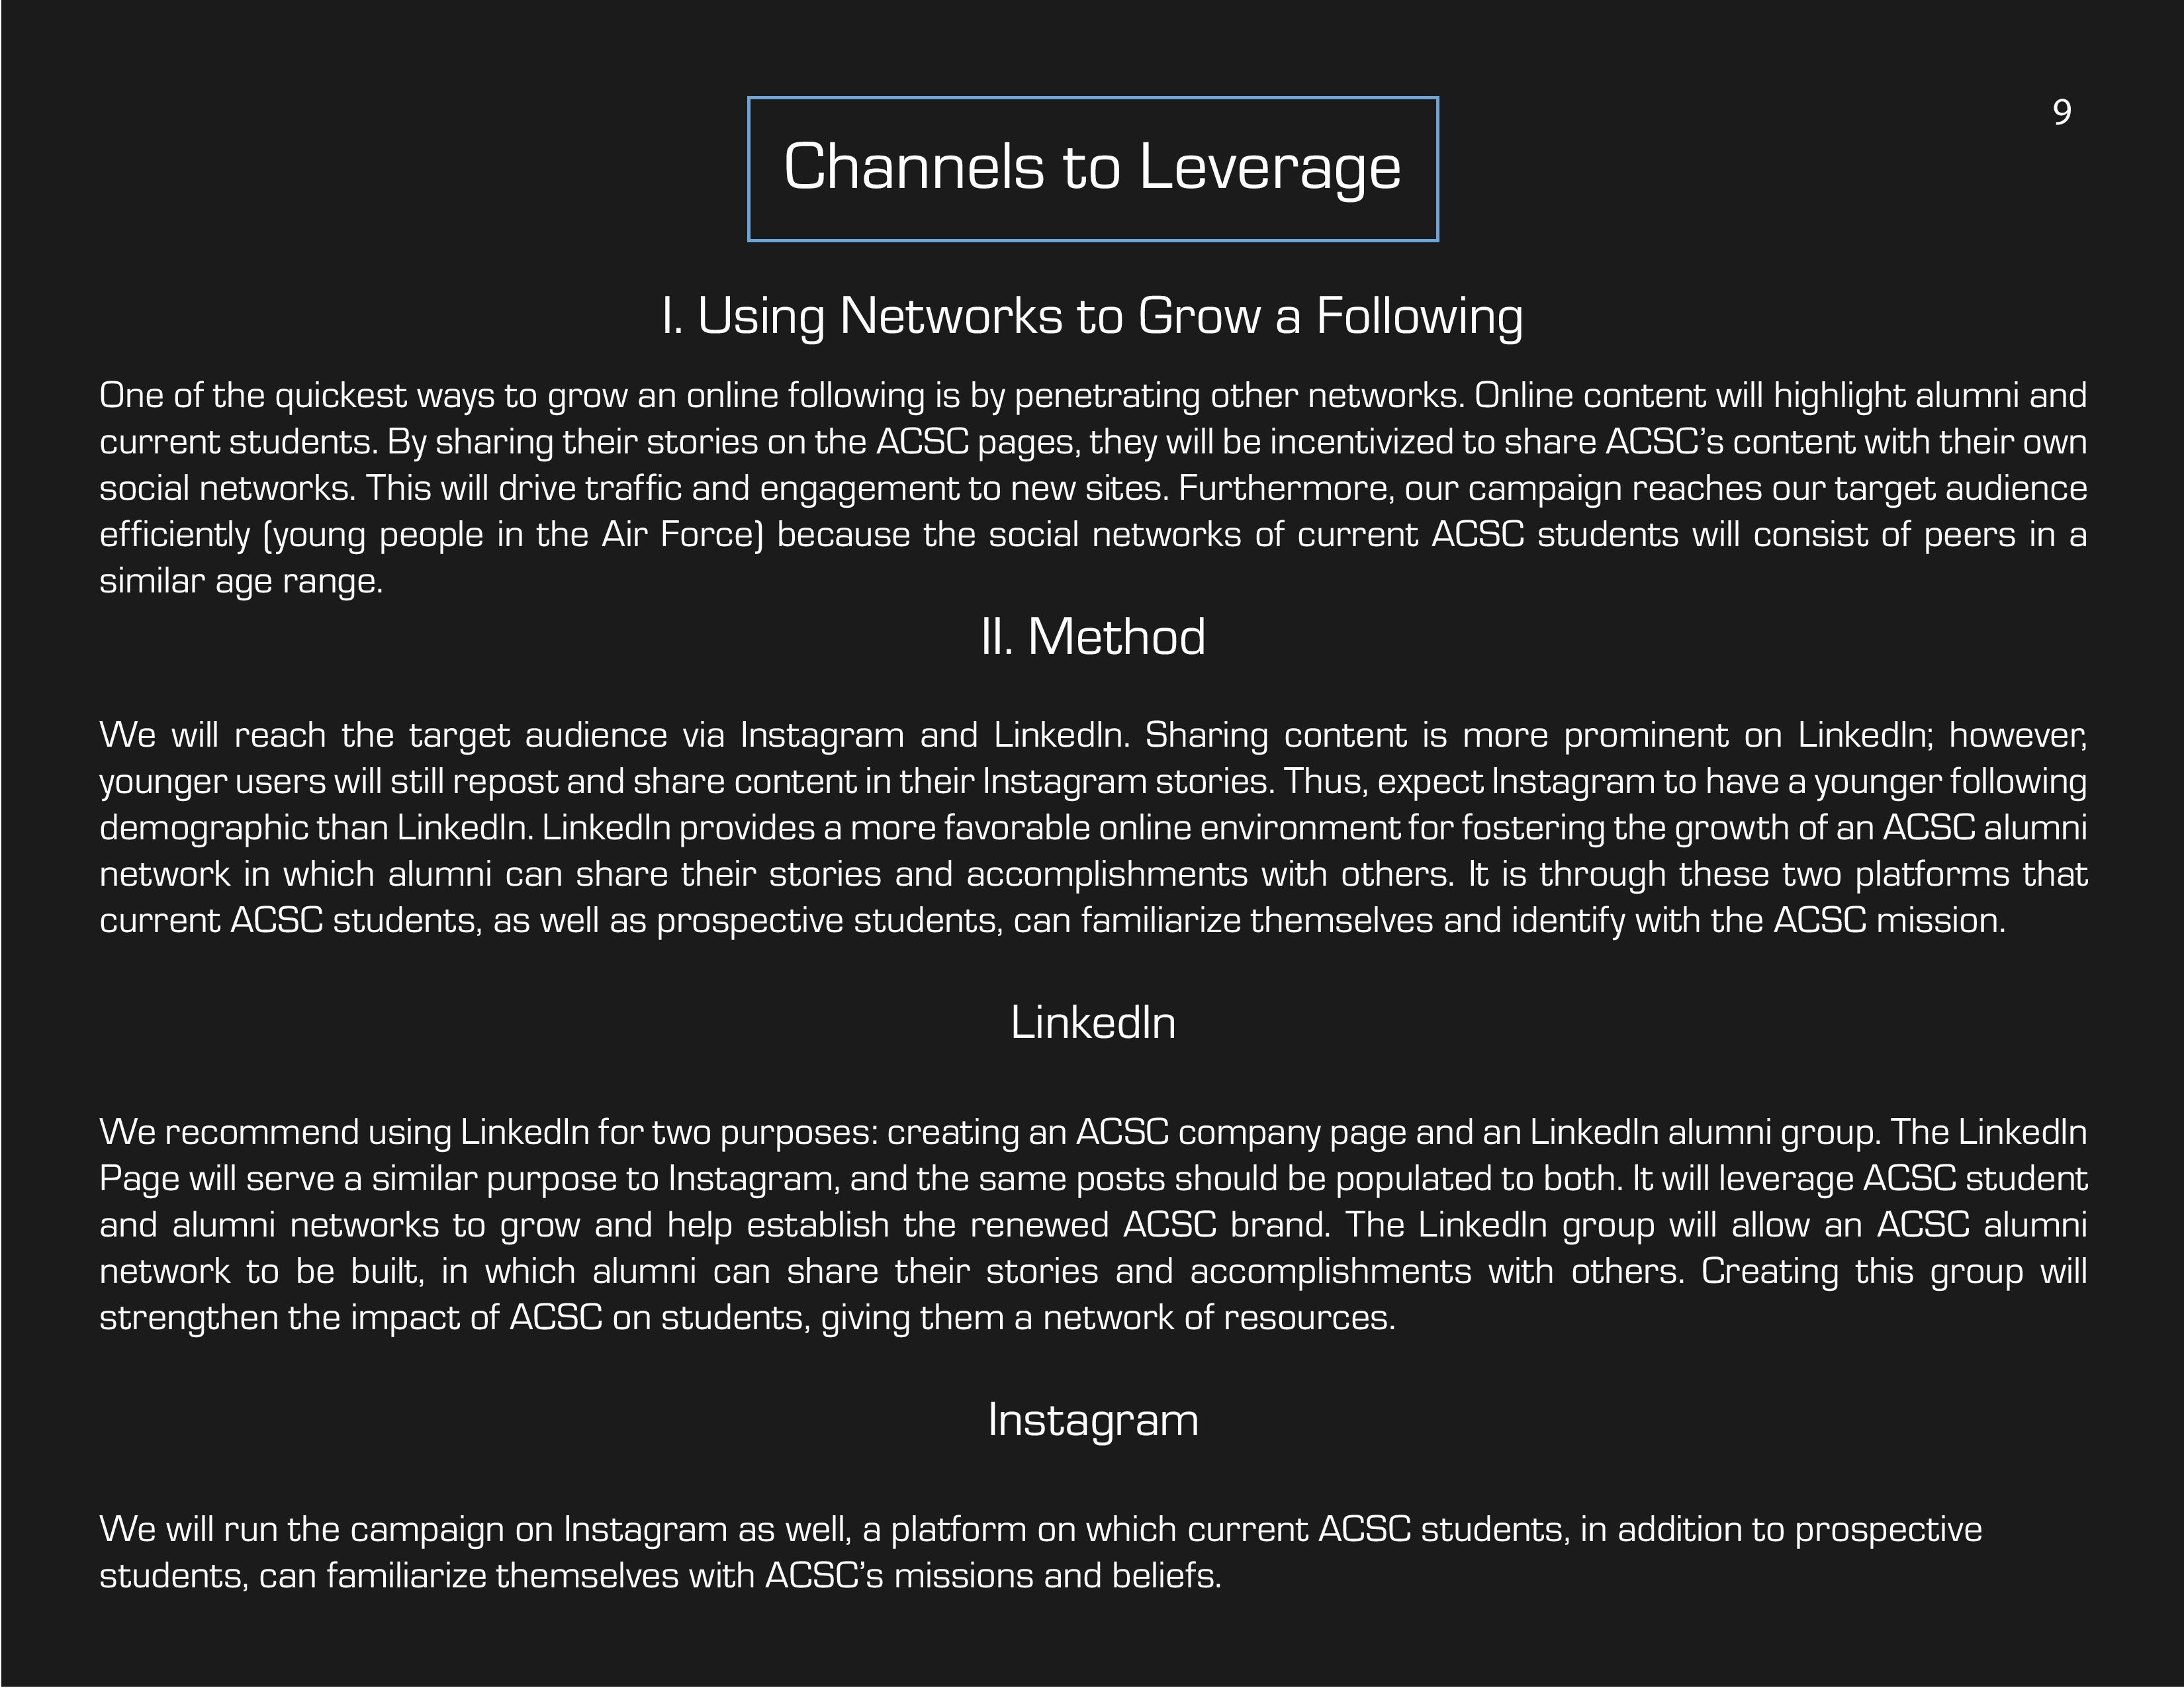 9
Channels to Leverage
I. Using Networks to Grow a Following
One of the quickest ways to grow an online following is by penetrating other networks. Online content will highlight alumni and
current students. By sharing their stories on the ACSC pages, they will be incentivized to share ACSC’s content with their own
social networks. This will drive traffic and engagement to new sites. Furthermore, our campaign reaches our target audience
efficiently (young people in the Air Force) because the social networks of current ACSC students will consist of peers in a
similar age range.
II. Method
We will reach the target audience via Instagram and LinkedIn. Sharing content is more prominent on LinkedIn; however,
younger users will still repost and share content in their Instagram stories. Thus, expect Instagram to have a younger following
demographic than LinkedIn. LinkedIn provides a more favorable online environment for fostering the growth of an ACSC alumni
network in which alumni can share their stories and accomplishments with others. It is through these two platforms that
current ACSC students, as well as prospective students, can familiarize themselves and identify with the ACSC mission.
LinkedIn
We recommend using LinkedIn for two purposes: creating an ACSC company page and an LinkedIn alumni group. The LinkedIn
Page will serve a similar purpose to Instagram, and the same posts should be populated to both. It will leverage ACSC student
and alumni networks to grow and help establish the renewed ACSC brand. The LinkedIn group will allow an ACSC alumni
network to be built, in which alumni can share their stories and accomplishments with others. Creating this group will
strengthen the impact of ACSC on students, giving them a network of resources.
Instagram
We will run the campaign on Instagram as well, a platform on which current ACSC students, in addition to prospective
students, can familiarize themselves with ACSC’s missions and beliefs.